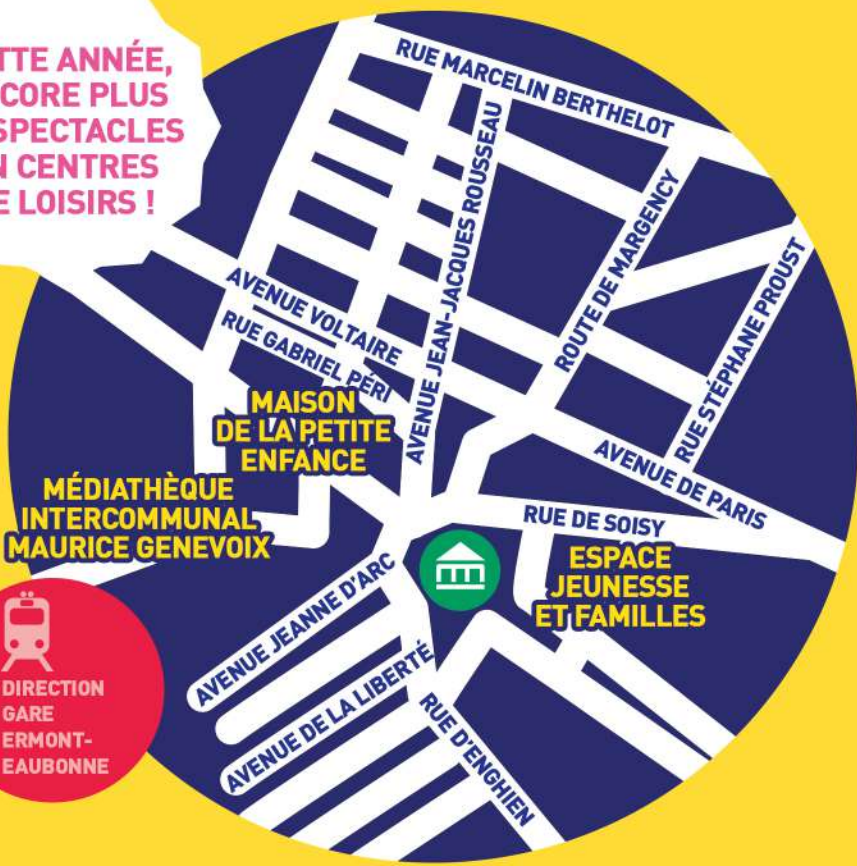 TTE ANNÉE,
CORE PLUS
SPECTACLES
N CENTRES
E LOISIRS !
RUE MARCELIN BERTHELOT
AVENUE JEAN-JACQUES ROUSSEAU
ROUTE DE MARGENCY
RUE STÉPHANE PROUST
AVENUE VOLTAIRE
RUE GABRIEL PÉRI
MAISON
DE LA PETITE
ENFANCE
AVENUE DE PARIS
MÉDIATHÈQUE
INTERCOMMUNAL
MAURICE GENEVOIX
RUE DE SOISY
ESPACE
JEUNESSE
ET FAMILLES
AVENUE JEANNE D'ARC
AVENUE DE LA LIBERTÉ
RUE D'ENGHIEN
DIRECTION
GARE
ERMONT-
EAUBONNE